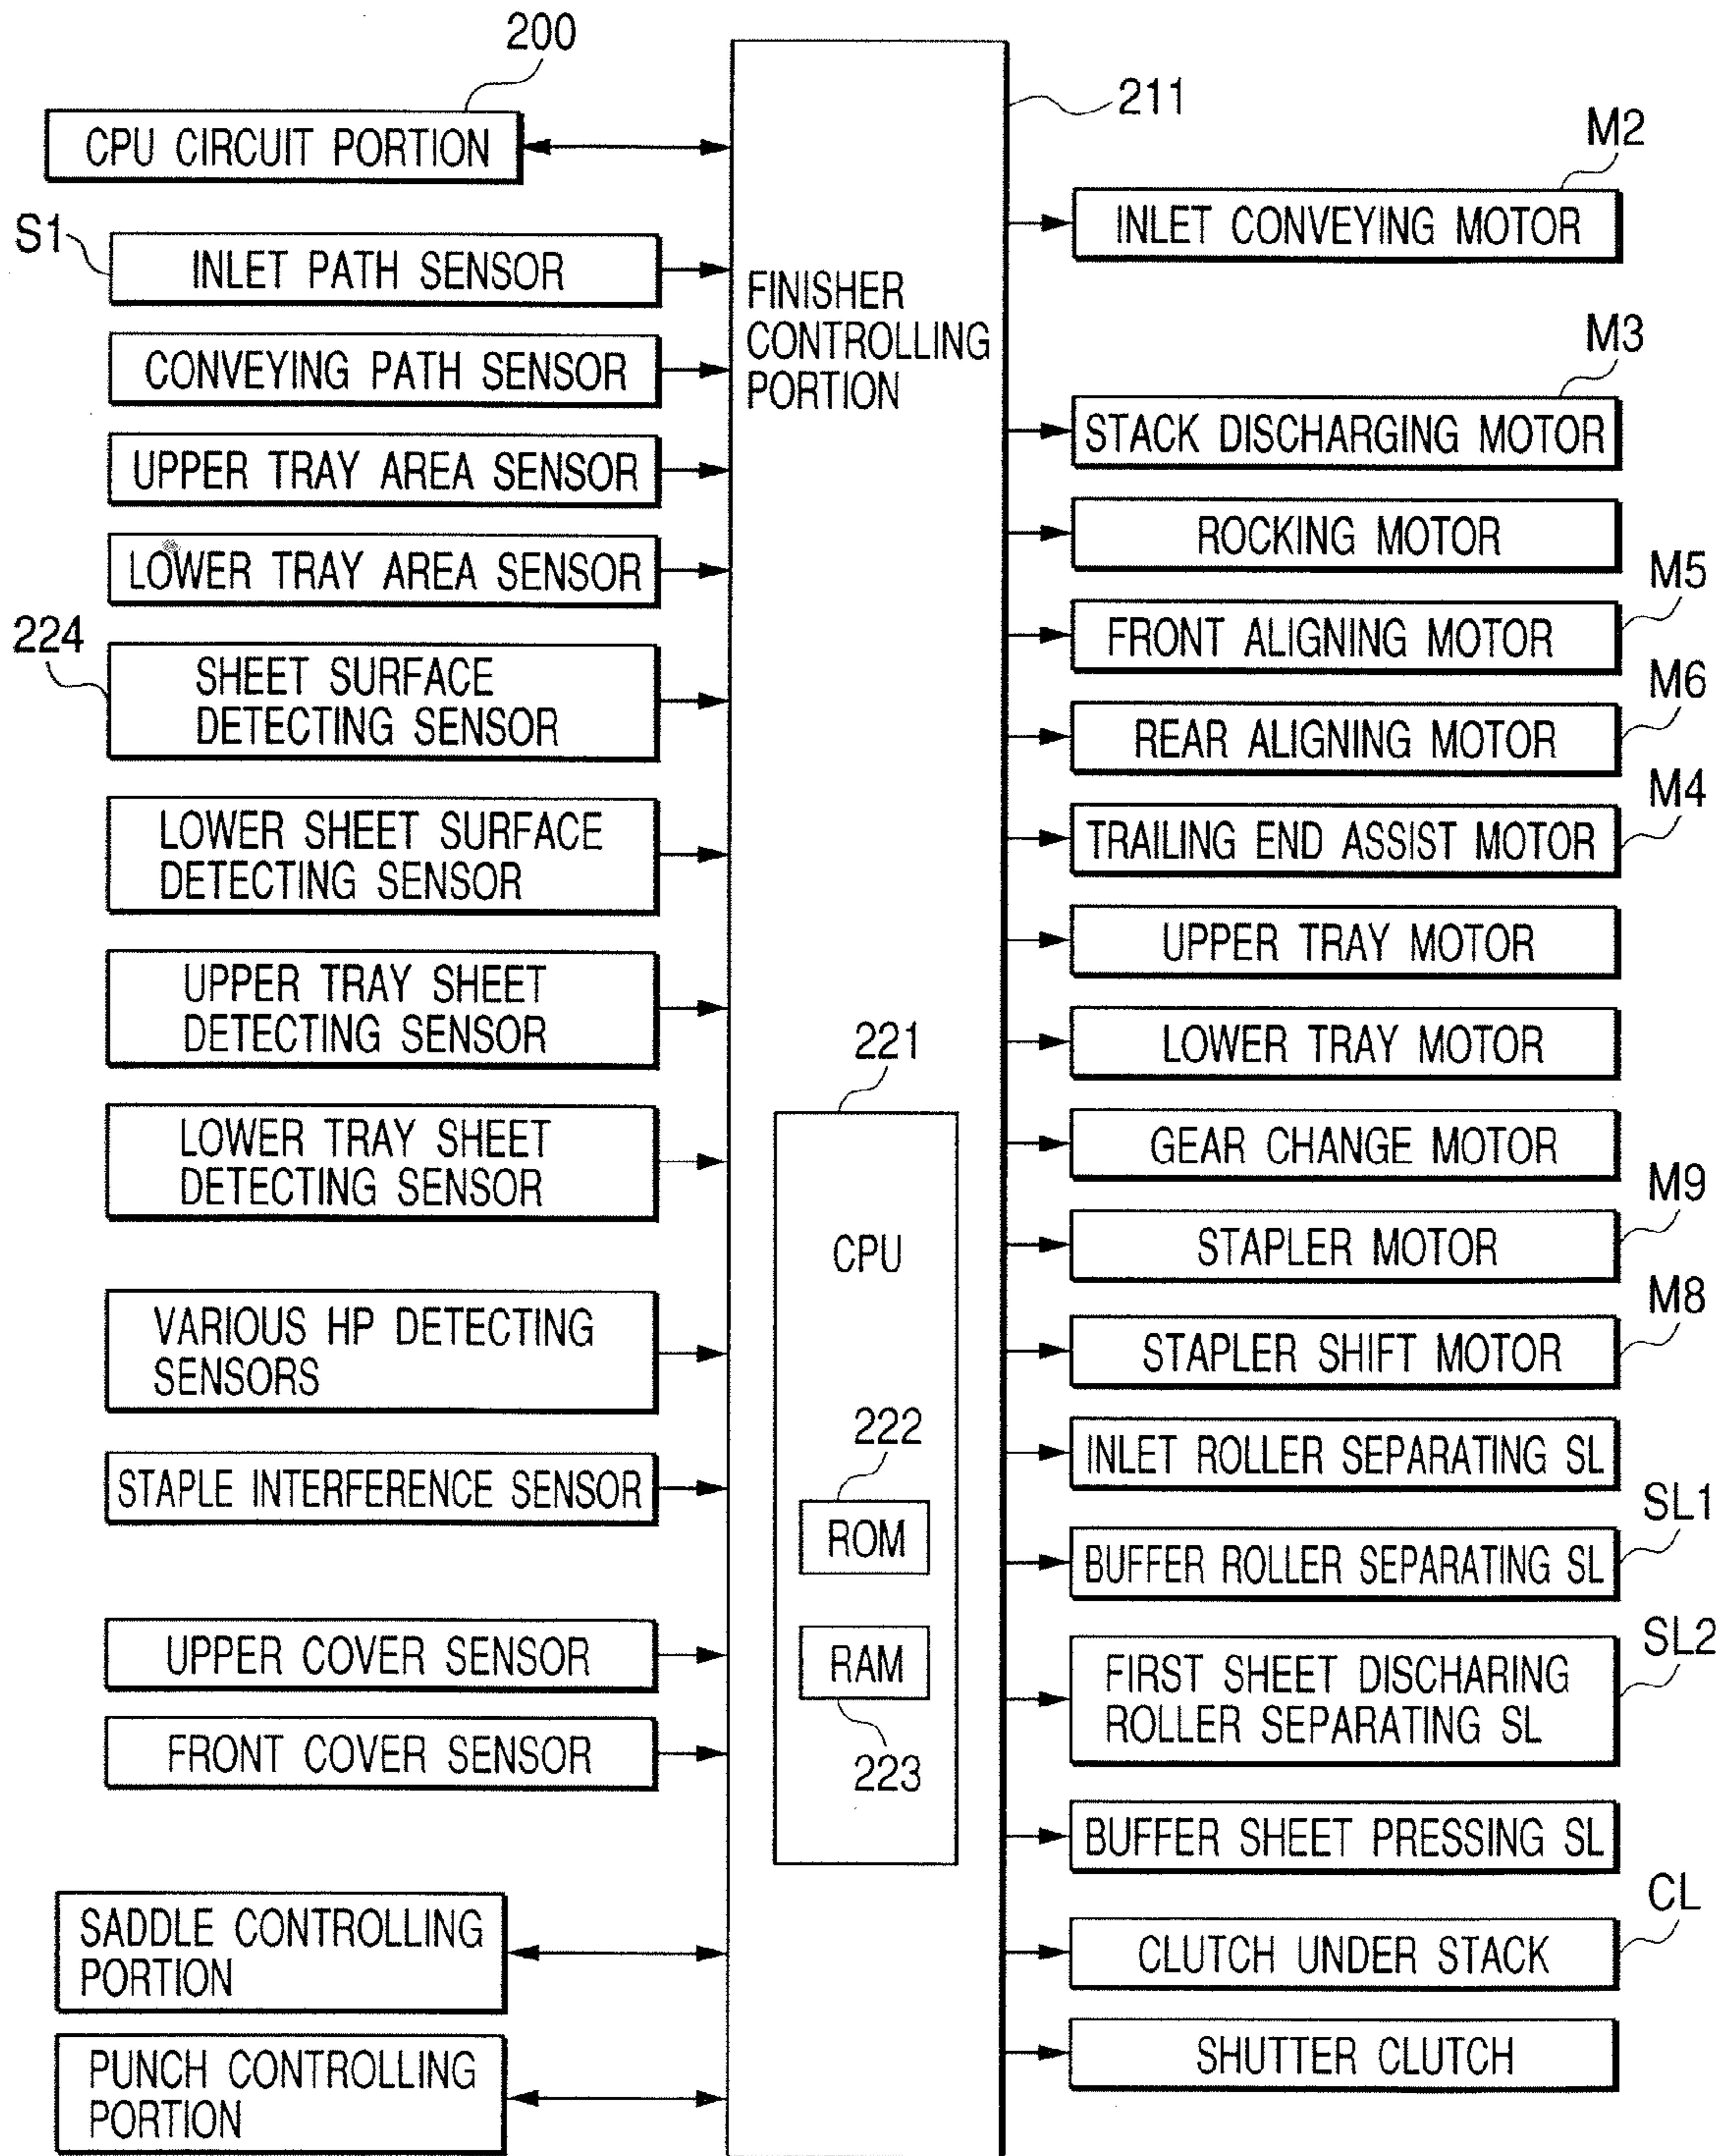 200
CPU CIRCUIT PORTION
S1
INLET PATH SENSOR
CONVEYING PATH SENSOR
UPPER TRAY AREA SENSOR
LOWER TRAY AREA SENSOR
224
SHEET SURFACE
DETECTING SENSOR
LOWER SHEET SURFACE
DETECTING SENSOR
UPPER TRAY SHEET
DETECTING SENSOR
LOWER TRAY SHEET
DETECTING SENSOR
VARIOUS HP DETECTING
SENSORS
STAPLE INTERFERENCE SENSOR
UPPER COVER SENSOR
FRONT COVER SENSOR
SADDLE CONTROLLING
PORTION
PUNCH CONTROLLING
PORTION
211
FINISHER
CONTROLLING
PORTION
221
CPU
222
ROM
RAM
223
M2
INLET CONVEYING MOTOR
M3
STACK DISCHARGING MOTOR
ROCKING MOTOR
M5
FRONT ALIGNING MOTOR
M6
REAR ALIGNING MOTOR
M4
TRAILING END ASSIST MOTOR
UPPER TRAY MOTOR
LOWER TRAY MOTOR
GEAR CHANGE MOTOR
M9
STAPLER MOTOR
M8
STAPLER SHIFT MOTOR
INLET ROLLER SEPARATING SL
SL1
BUFFER ROLLER SEPARATING SL
SL2
FIRST SHEET DISCHARING
ROLLER SEPARATING SL
BUFFER SHEET PRESSING SL
CL
CLUTCH UNDER STACK
SHUTTER CLUTCH